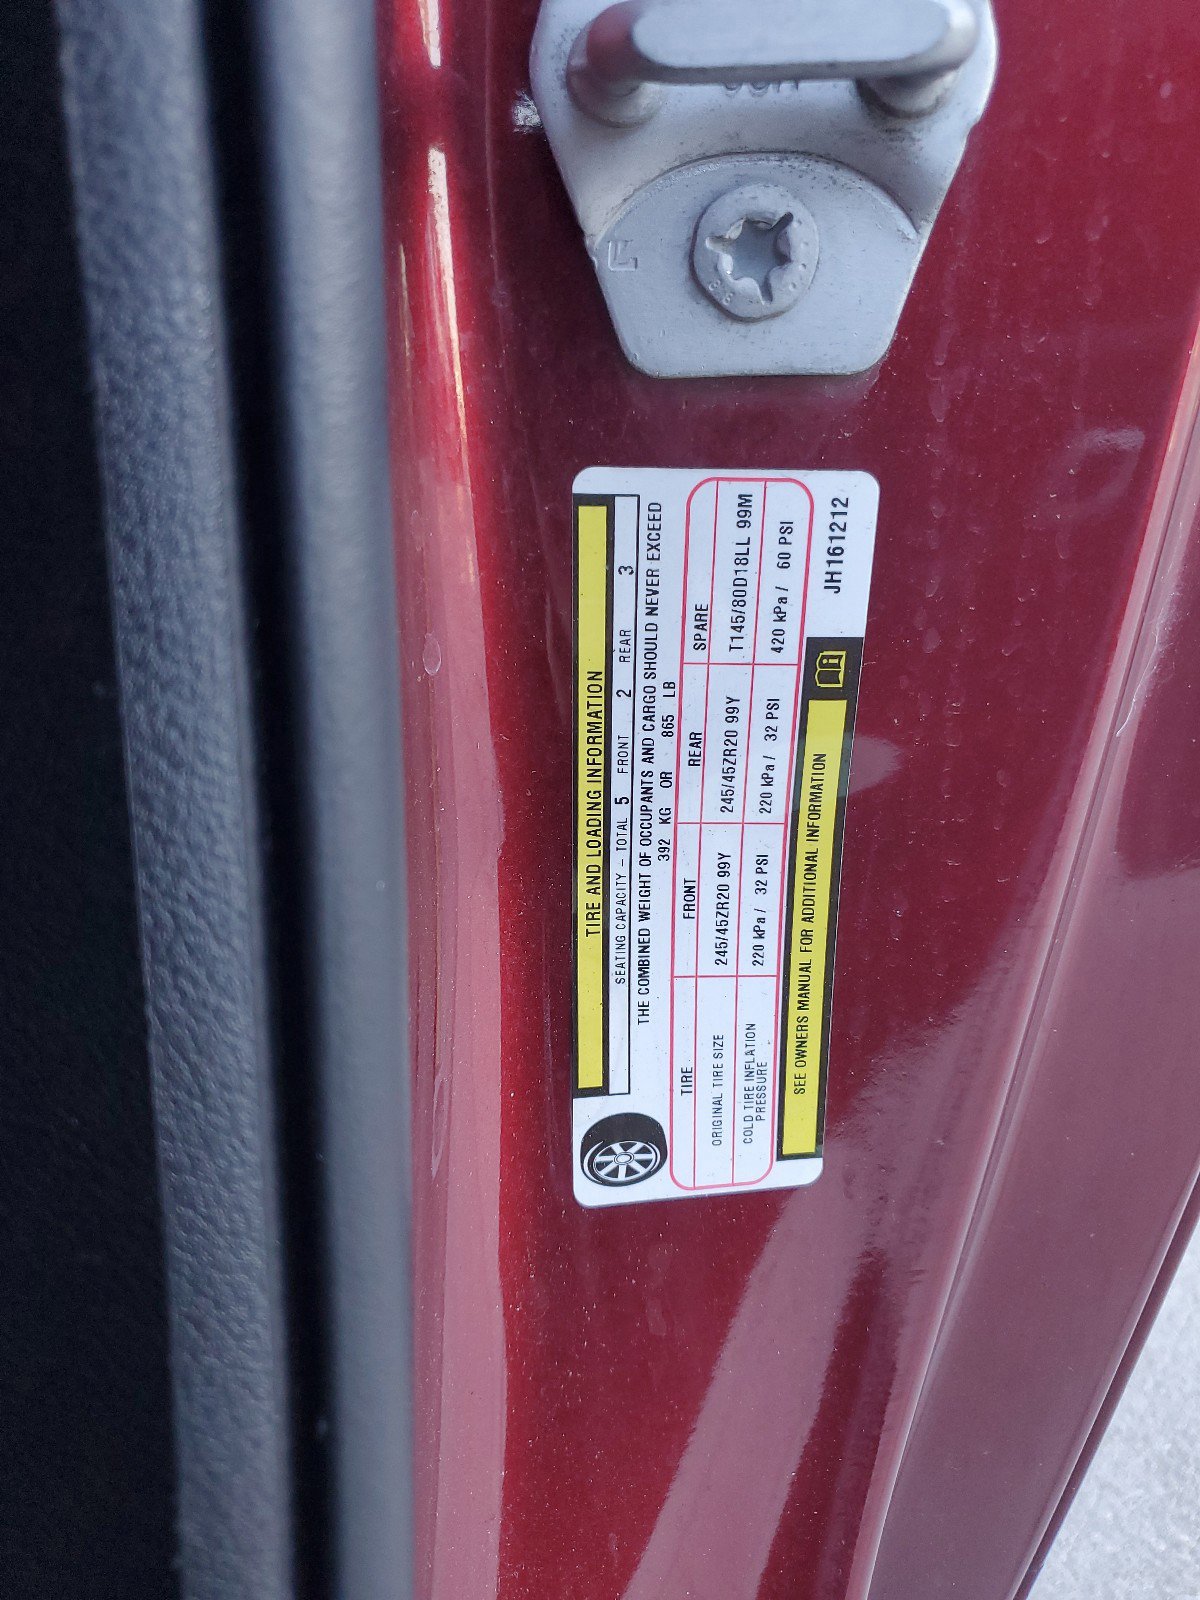 TIRE AND LOADING INFORMATION
SEATING CAPACITY – TOTAL 5 FRONT 2 REAR 3
THE COMBINED WEIGHT OF OCCUPANTS AND CARGO SHOULD NEVER EXCEED
392 KG OR 865 LB
TIRE FRONT REAR SPARE
ORIGINAL TIRE SIZE 245/45ZR20 99Y 245/45ZR20 99Y T145/80D18LL 99M
COLD TIRE INFLATION
PRESSURE 220 kPa / 32 PSI 220 kPa / 32 PSI 420 kPa / 60 PSI
SEE OWNERS MANUAL FOR ADDITIONAL INFORMATION
JH161212